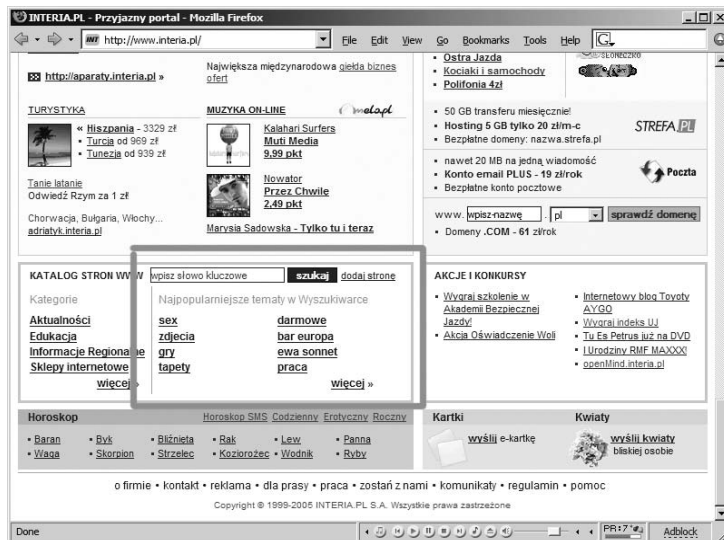 INTERIA.PL - Przyjazny portal - Mozilla Firefox
http://www.interia.pl/
File Edit View Go Bookmarks Tools Help
http://aparaty.interia.pl »
Największa międzynarodowa giełda biznes
ofert
TURYSTYKA
« Hiszpania - 3329 zł
Turcja od 969 zł
Tunezja od 939 zł
Tanie latanie
Odwiedź Rzym za 1 zł
Chorwacja, Bułgaria, Włochy...
adriatyk.interia.pl
MUZYKA ON-LINE melo.pl
Kalahari Surfers
Muti Media
9,99 pkt
Nowator
Przez Chwile
2,49 pkt
Marysia Sadowska - Tylko tu i teraz
Ostra Jazda
Kociaki i samochody
Polifonia 4zł
SŁONECZKO
50 GB transferu miesięcznie!
Hosting 5 GB tylko 20 zł/m-c
Bezpłatne domeny: nazwa.strefa.pl
STREFA.PL
nawet 20 MB na jedną wiadomość
Konto email PLUS - 19 zł/rok
Bezpłatne konto pocztowe
Poczta
www. wpisz-nazwę . pl sprawdź domenę
Domeny .COM - 61 zł/rok
KATALOG STRON WWW wpisz słowo kluczowe szukaj dodaj stronę
Kategorie
Aktualności
Edukacja
Informacje Regionalne
Sklepy internetowe
więcej »
Najpopularniejsze tematy w Wyszukiwarce
sex darmowe
zdjecia bar europa
gry ewa sonnet
tapety praca
więcej »
AKCJE I KONKURSY
Wygraj szkolenie w
Akademii Bezpiecznej
Jazdy!
Akcja Oświadczenie Woli
Internetowy blog Toyoty
AYGO
Wygraj indeks UJ
Tu Es Petrus już na DVD
I Urodziny RMF MAXXX!
openMind.interia.pl
Horoskop Horoskop SMS Codzienny Erotyczny Roczny
Baran Byk Bliźnięta Rak Lew Panna
Waga Skorpion Strzelec Koziorożec Wodnik Ryby
Kartki Kwiaty
wyślij e-kartkę
wyślij kwiaty
bliskiej osobie
o firmie • kontakt • reklama • dla prasy • praca • zostań z nami • komunikaty • regulamin • pomoc
Copyright © 1999-2005 INTERIA.PL S.A. Wszystkie prawa zastrzeżone
Done PR:7 Adblock